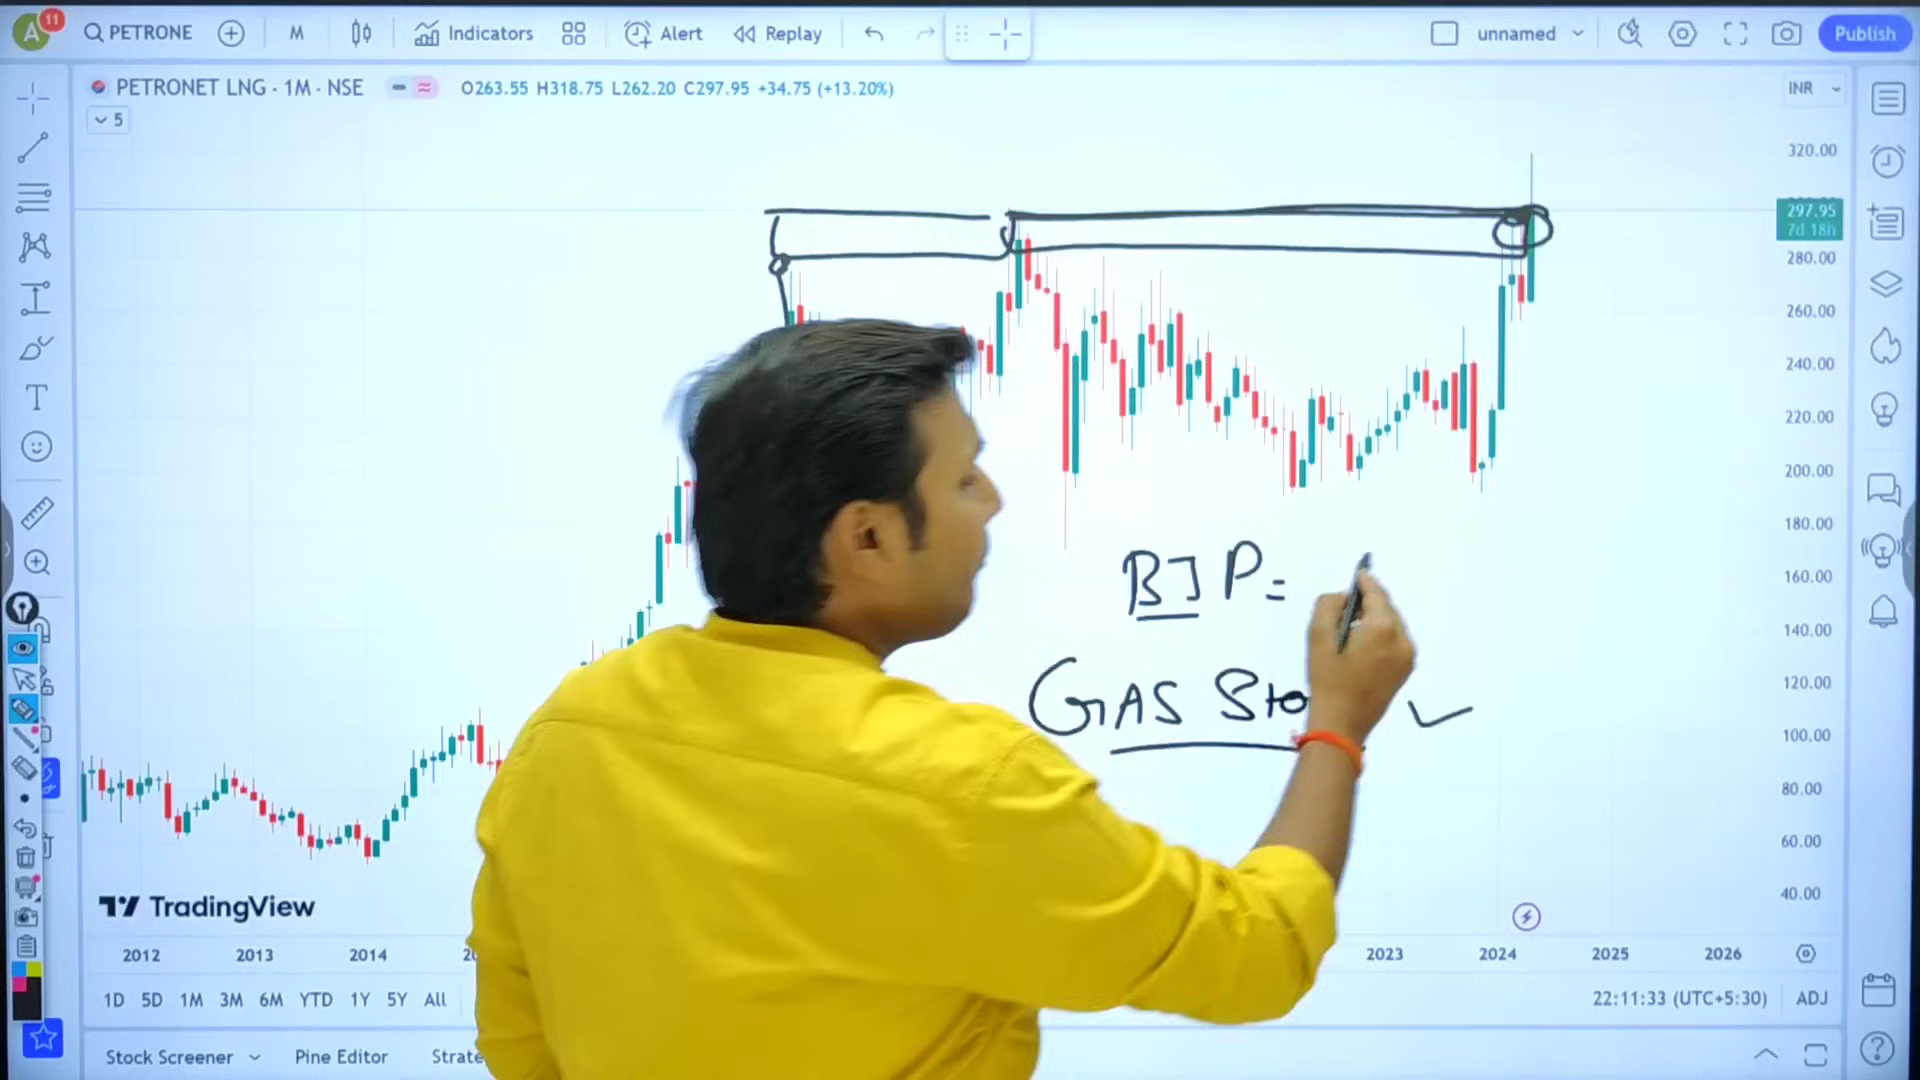 A 11 PETRONE M Indicators Alert Replay unnamed Publish
PETRONET LNG · 1M · NSE O263.55 H318.75 L262.20 C297.95 +34.75 (+13.20%) INR
5
320.00
297.95
7d 18h
280.00
260.00
240.00
220.00
200.00
180.00
160.00
140.00
120.00
100.00
80.00
60.00
40.00
BJP=
GAS Sto
TradingView
2012 2013 2014 2023 2024 2025 2026
1D 5D 1M 3M 6M YTD 1Y 5Y All 22:11:33 (UTC+5:30) ADJ
Stock Screener Pine Editor Strate